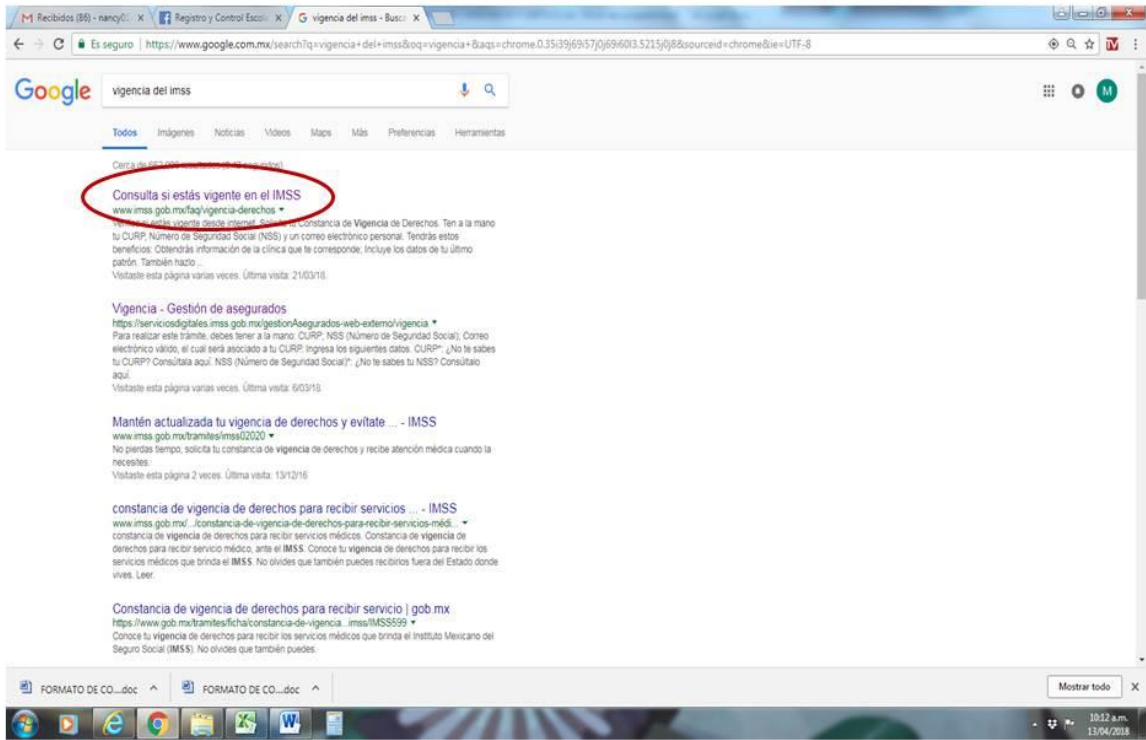 Recibidos (86) - nancy0
Registro y Control Escol
vigencia del imss - Busc
Es seguro | https://www.google.com.mx/search?q=vigencia+del+imss&oq=vigencia+&aqs=chrome.0.35i39j69i57j0j69i60l3.5215j0j8&sourceid=chrome&ie=UTF-8
Google
vigencia del imss
M
Todos Imágenes Noticias Videos Maps Más Preferencias Herramientas
Cerca de
Consulta si estás vigente en el IMSS
www.imss.gob.mx/faq/vigencia-derechos
si estás vigente desde internet. Constancia de Vigencia de Derechos. Ten a la mano
tu CURP, Número de Seguridad Social (NSS) y un correo electrónico personal. Tendrás estos
beneficios: Obtendrás información de la clínica que te corresponde; Incluye los datos de tu último
patrón. También hazlo ...
Visitaste esta página varias veces. Última visita: 21/03/18.
Vigencia - Gestión de asegurados
https://serviciosdigitales.imss.gob.mx/gestionAsegurados-web-externo/vigencia
Para realizar este trámite, debes tener a la mano: CURP; NSS (Número de Seguridad Social); Correo
electrónico válido, el cual será asociado a tu CURP. Ingresa los siguientes datos. CURP*: ¿No te sabes
tu CURP? Consúltala aquí. NSS (Número de Seguridad Social)*: ¿No te sabes tu NSS? Consúltalo
aquí.
Visitaste esta página varias veces. Última visita: 6/03/18.
Mantén actualizada tu vigencia de derechos y evítate ... - IMSS
www.imss.gob.mx/tramites/imss02020
No pierdas tiempo, solicita tu constancia de vigencia de derechos y recibe atención médica cuando la
necesites.
Visitaste esta página 2 veces. Última visita: 13/12/16
constancia de vigencia de derechos para recibir servicios ... - IMSS
www.imss.gob.mx/.../constancia-de-vigencia-de-derechos-para-recibir-servicios-médi...
constancia de vigencia de derechos para recibir servicios médicos. Constancia de vigencia de
derechos para recibir servicio médico, ante el IMSS. Conoce tu vigencia de derechos para recibir los
servicios médicos que brinda el IMSS. No olvides que también puedes recibirlos fuera del Estado donde
vives. Leer.
Constancia de vigencia de derechos para recibir servicio | gob.mx
https://www.gob.mx/tramites/ficha/constancia-de-vigencia...imss/IMSS599
Conoce tu vigencia de derechos para recibir los servicios médicos que brinda el Instituto Mexicano del
Seguro Social (IMSS). No olvides que también puedes.
FORMATO DE CO....doc FORMATO DE CO....doc Mostrar todo
10:12 a.m.
13/04/2018